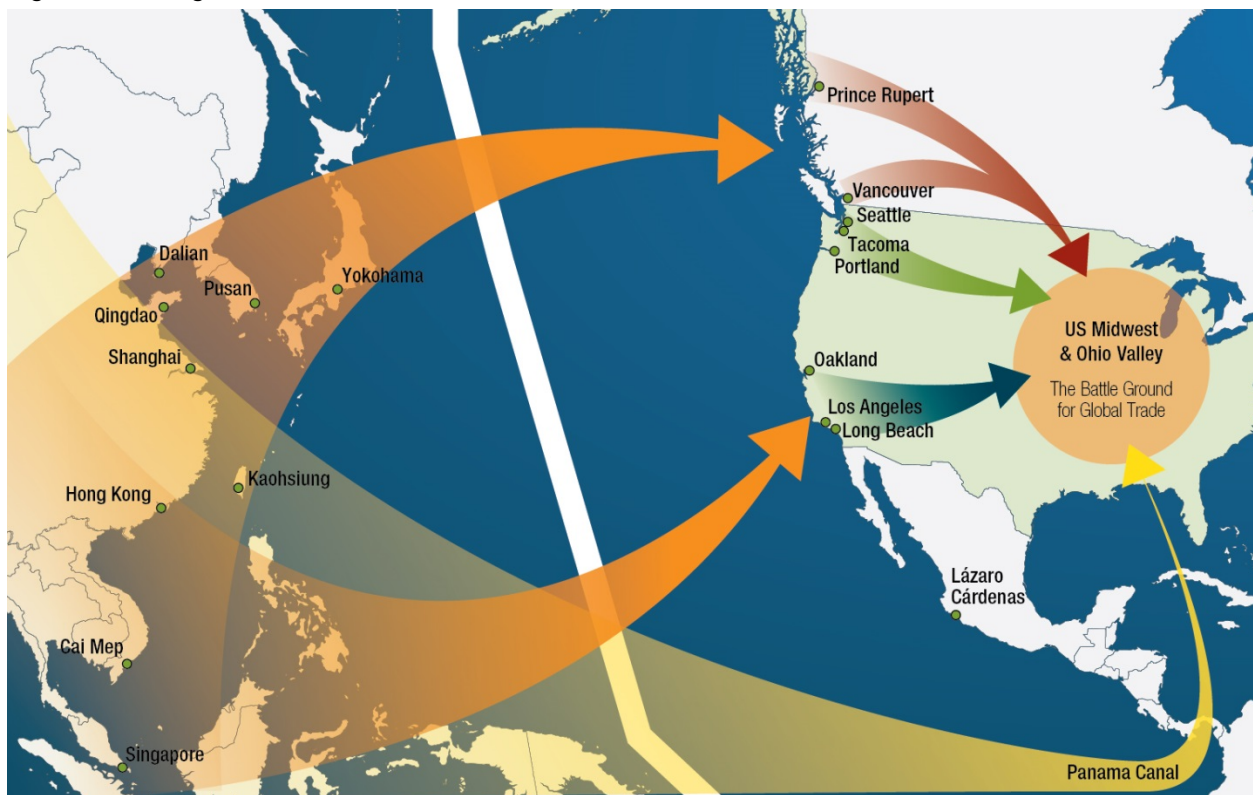 Prince Rupert
Vancouver
Seattle
Tacoma
Portland
Dalian
Pusan
Yokohama
Qingdao
Shanghai
US Midwest
& Ohio Valley
The Battle Ground
for Global Trade
Oakland
Los Angeles
Long Beach
Kaohsiung
Hong Kong
Lázaro
Cárdenas
Cai Mep
Singapore
Panama Canal